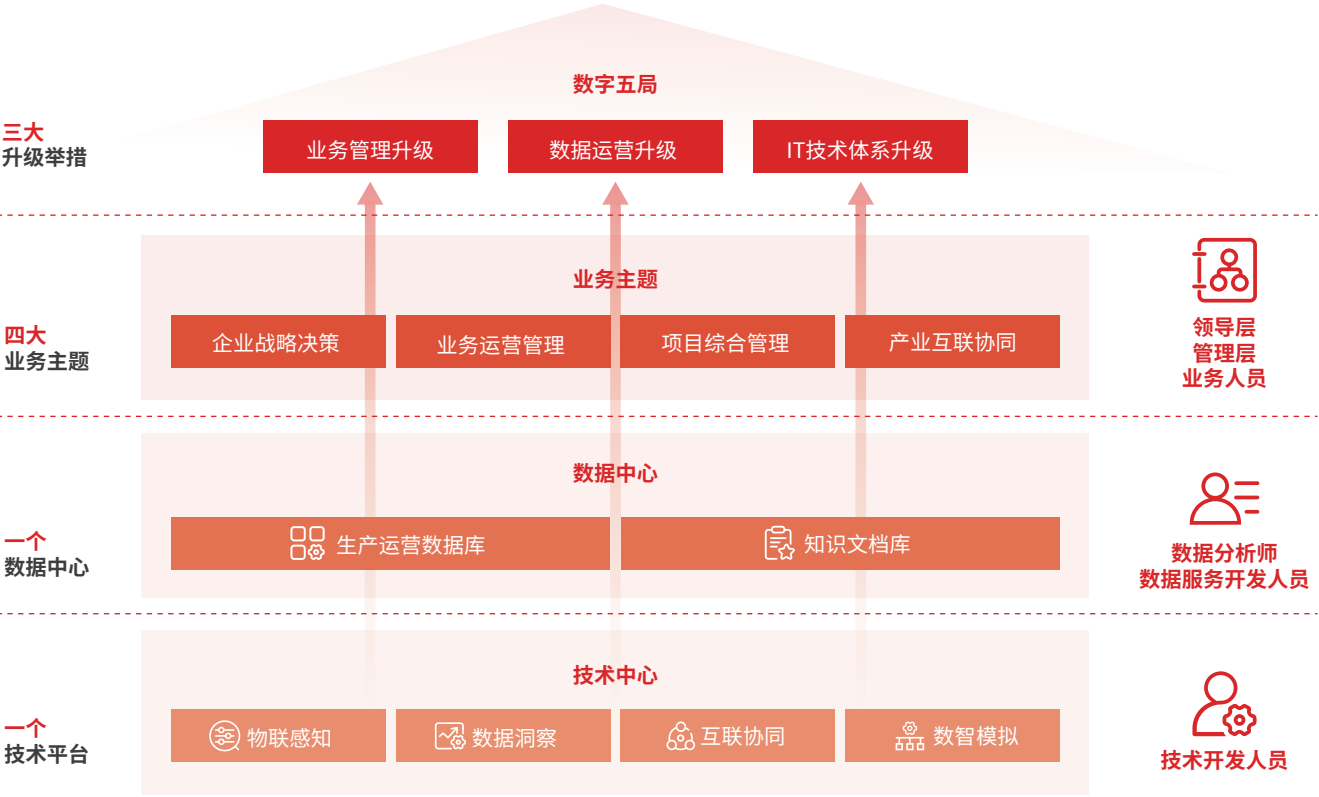 数字五局
三大
升级举措
业务管理升级
数据运营升级
IT技术体系升级
业务主题
四大
业务主题
企业战略决策
业务运营管理
项目综合管理
产业互联协同
领导层
管理层
业务人员
数据中心
一个
数据中心
生产运营数据库
知识文档库
数据分析师
数据服务开发人员
技术中心
一个
技术平台
物联感知
数据洞察
互联协同
数智模拟
技术开发人员